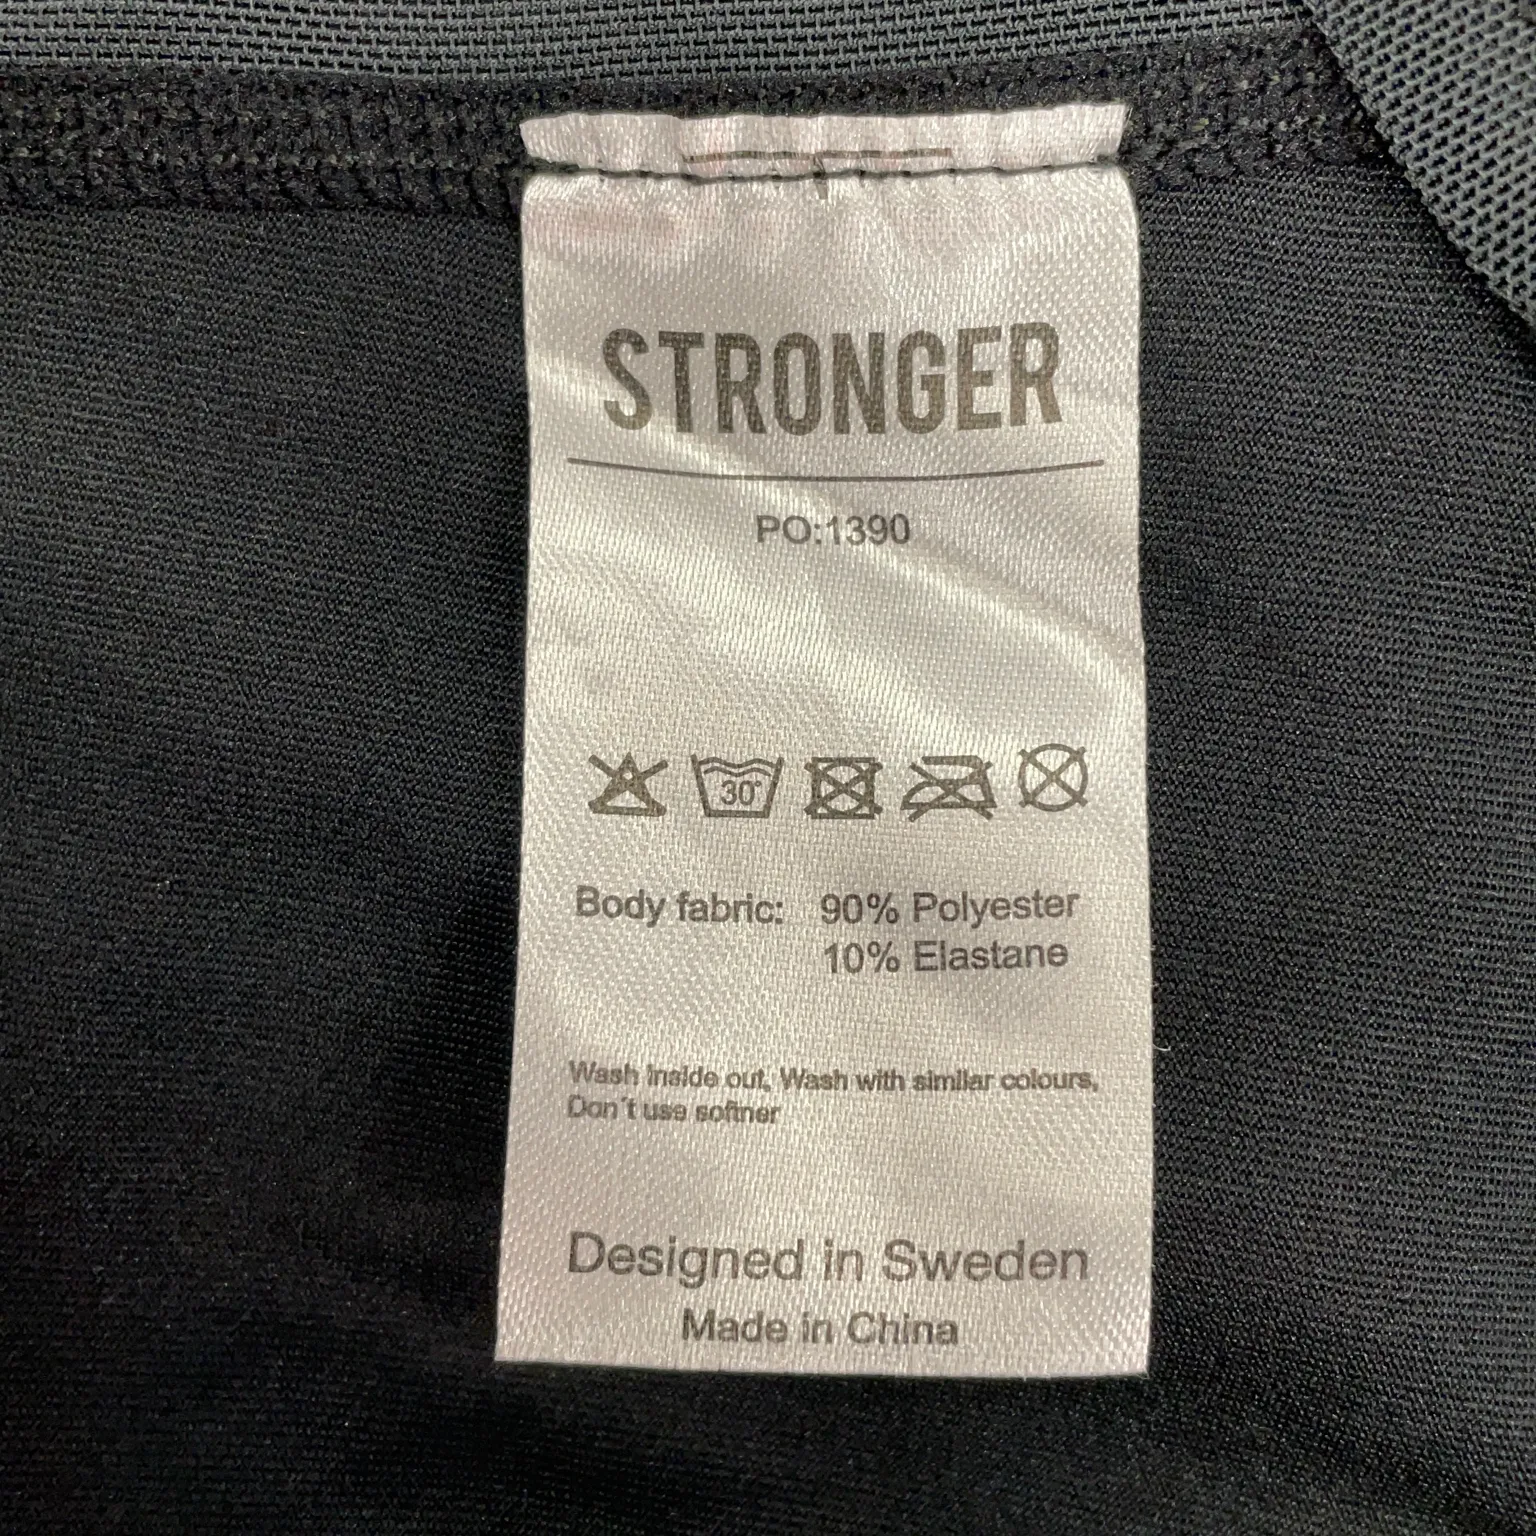 STRONGER
PO:1390
30°
Body fabric: 90% Polyester
10% Elastane
Wash inside out, Wash with similar colours,
Don´t use softner
Designed in Sweden
Made in China